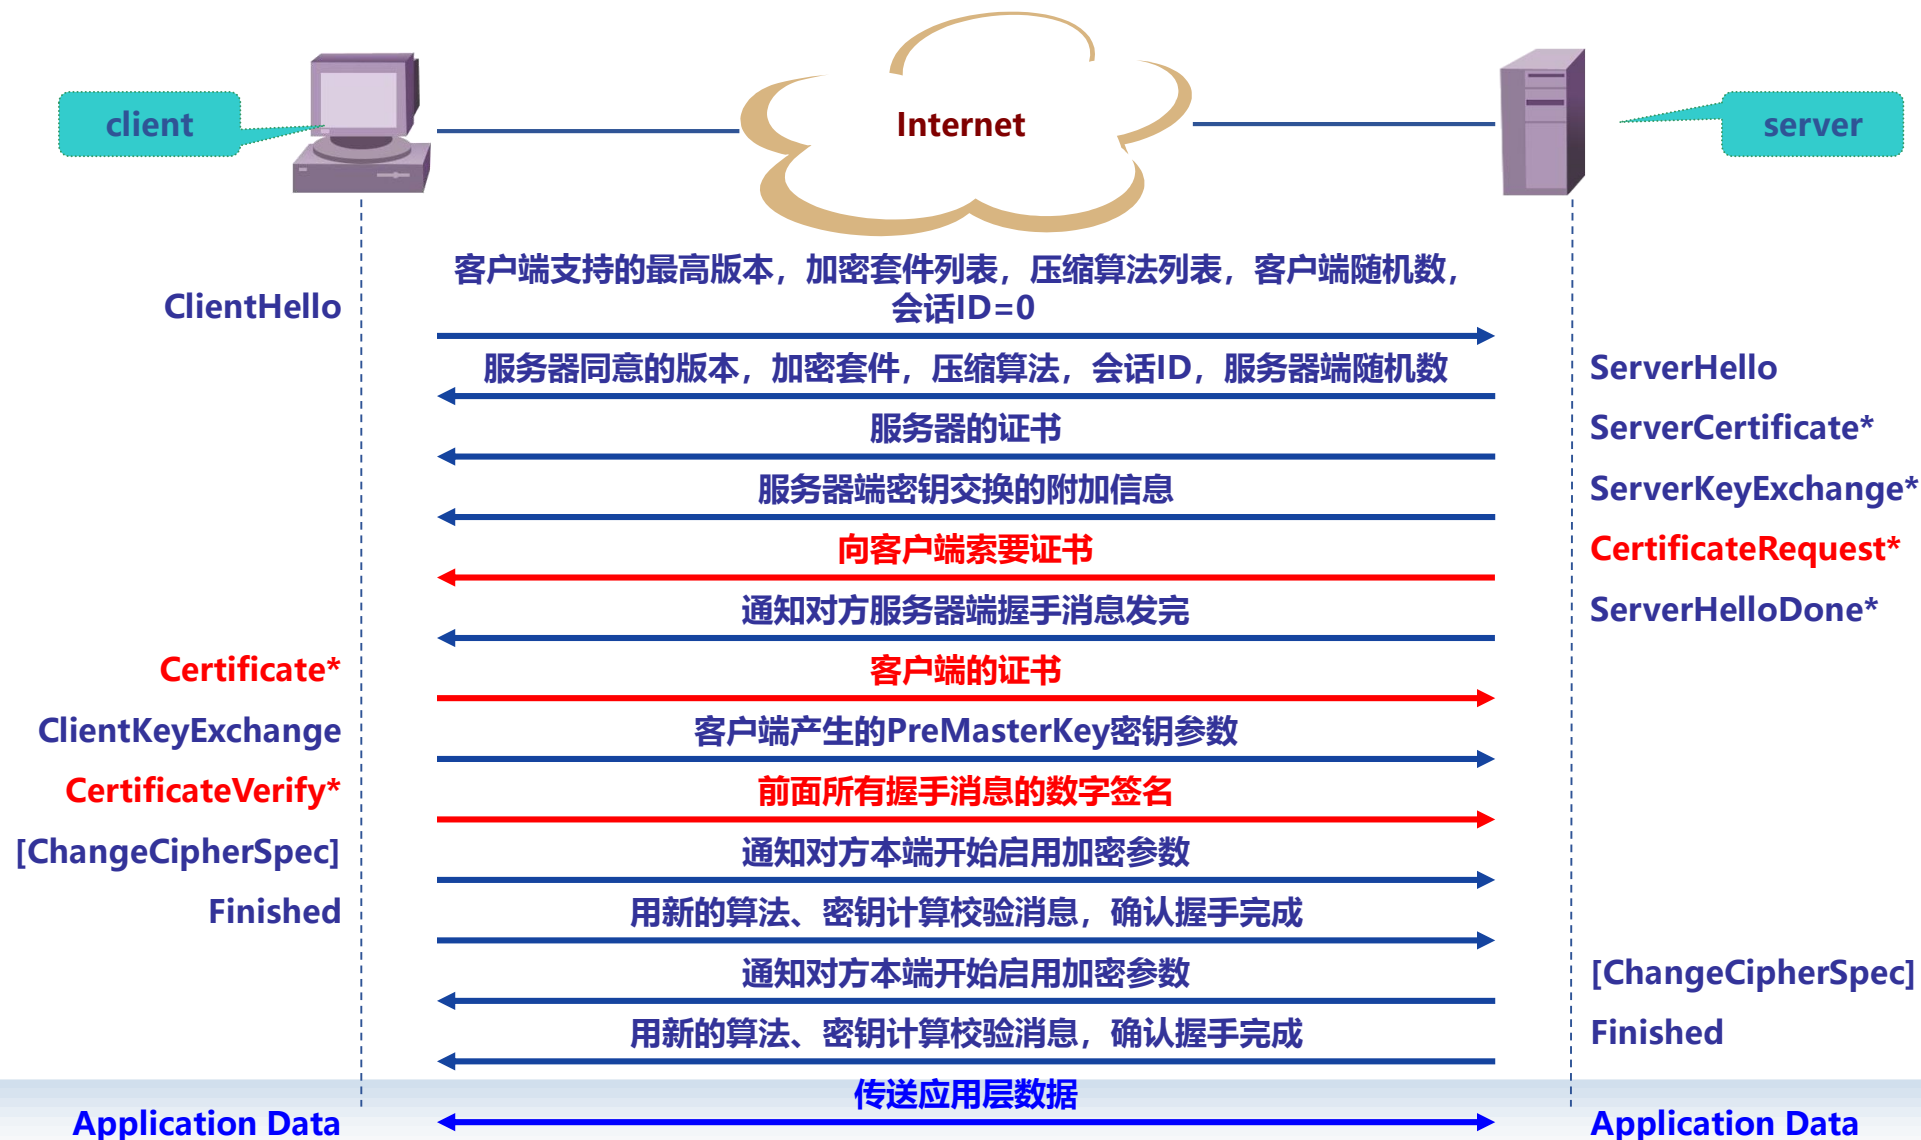 client
Internet
server
客户端支持的最高版本，加密套件列表，压缩算法列表，客户端随机数，
会话ID=0
ClientHello
服务器同意的版本，加密套件，压缩算法，会话ID，服务器端随机数
ServerHello
服务器的证书
ServerCertificate*
服务器端密钥交换的附加信息
ServerKeyExchange*
向客户端索要证书
CertificateRequest*
通知对方服务器端握手消息发完
ServerHelloDone*
Certificate*
客户端的证书
ClientKeyExchange
客户端产生的PreMasterKey密钥参数
CertificateVerify*
前面所有握手消息的数字签名
[ChangeCipherSpec]
通知对方本端开始启用加密参数
Finished
用新的算法、密钥计算校验消息，确认握手完成
通知对方本端开始启用加密参数
[ChangeCipherSpec]
用新的算法、密钥计算校验消息，确认握手完成
Finished
传送应用层数据
Application Data
Application Data